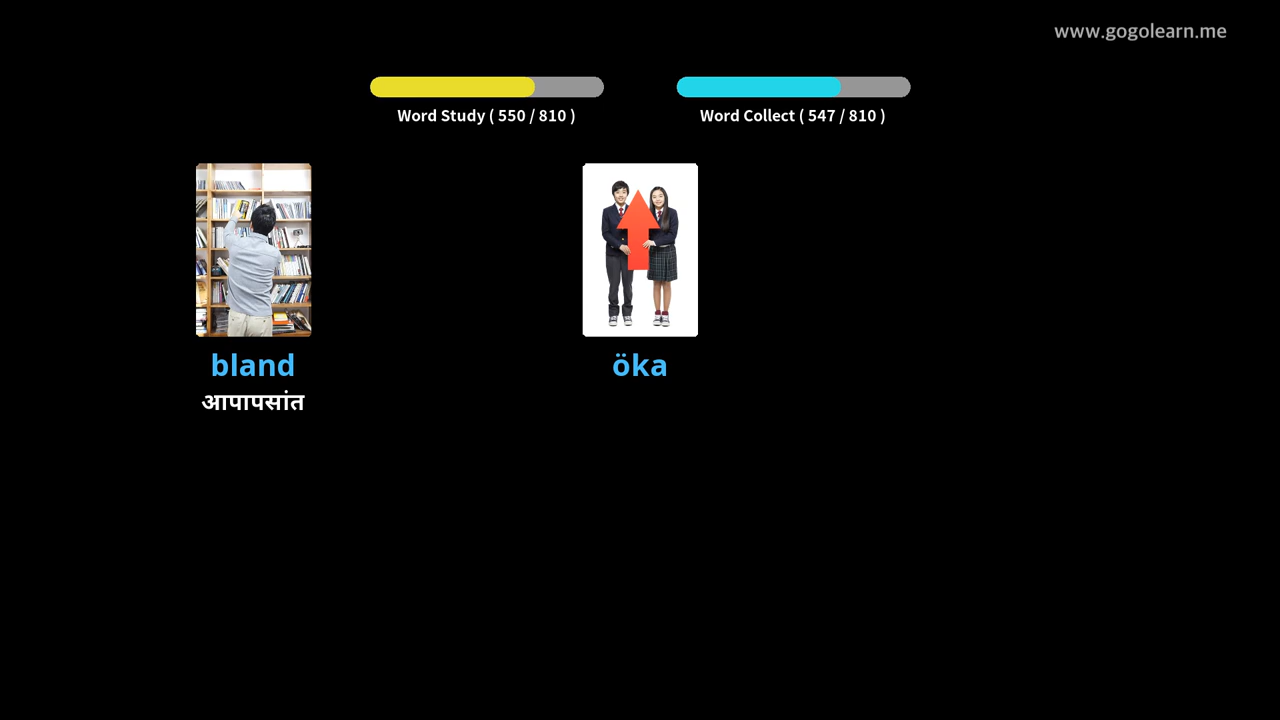 www.gogolearn.me
Word Study ( 550 / 810 )
Word Collect ( 547 / 810 )
bland
öka
आपापसांत